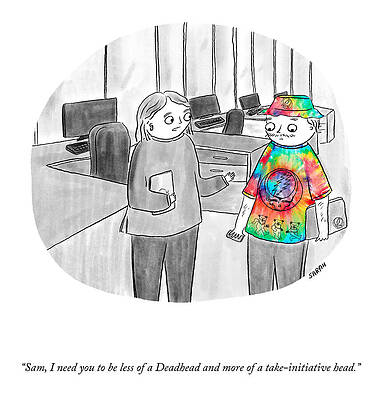 SARAH
“Sam, I need you to be less of a Deadhead and more of a take-initiative head.”